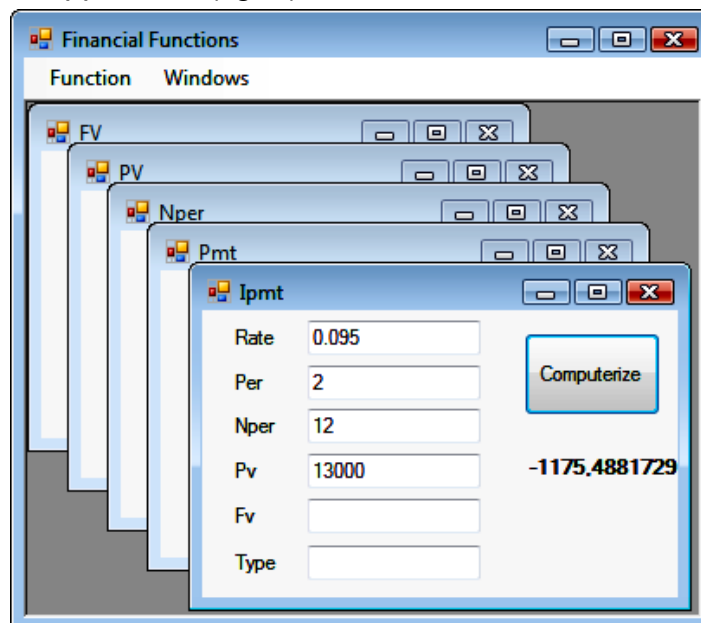 Financial Functions
Function Windows
FV
PV
Nper
Pmt
Ipmt
Rate 0.095
Computerize
Per 2
Nper 12
Pv 13000
-1175,4881729
Fv
Type